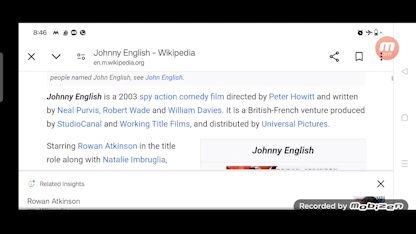 8:46
Johnny English - Wikipedia
en.m.wikipedia.org
people named John English, see John English.
Johnny English is a 2003 spy action comedy film directed by Peter Howitt and written
by Neal Purvis, Robert Wade and William Davies. It is a British-French venture produced
by StudioCanal and Working Title Films, and distributed by Universal Pictures.
Starring Rowan Atkinson in the title
role along with Natalie Imbruglia,
Johnny English
Related Insights
Rowan Atkinson
Recorded by Mobizen